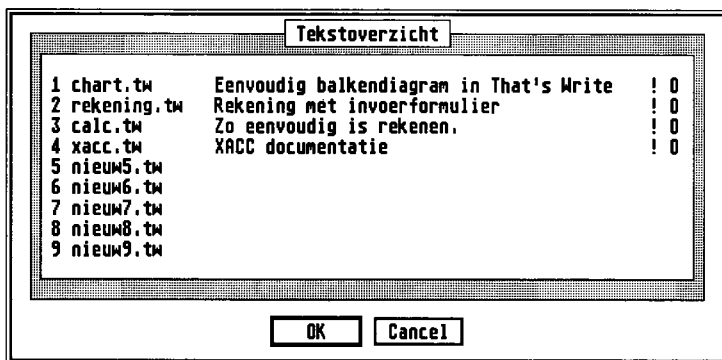 Tekstoverzicht
1 chart.tw Eenvoudig balkendiagram in That's Write ! 0
2 rekening.tw Rekening met invoerformulier ! 0
3 calc.tw Zo eenvoudig is rekenen. ! 0
4 xacc.tw XACC documentatie ! 0
5 nieuw5.tw
6 nieuw6.tw
7 nieuw7.tw
8 nieuw8.tw
9 nieuw9.tw
OK Cancel